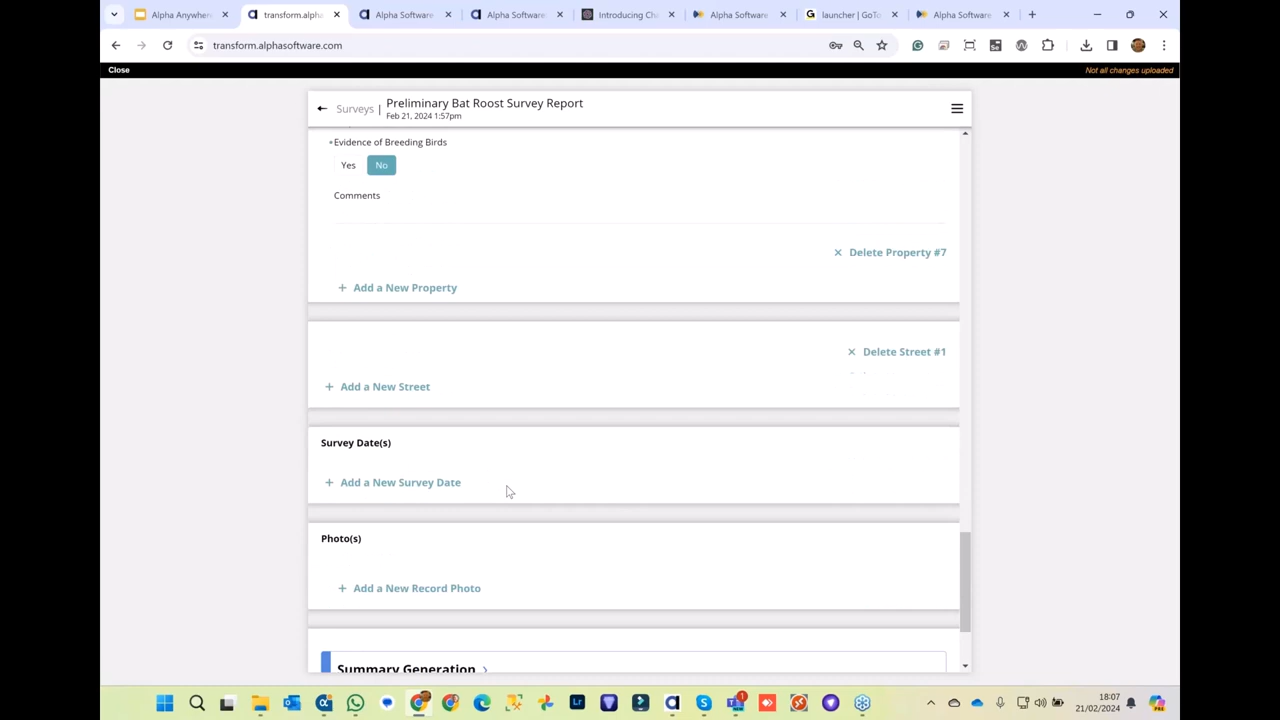 Alpha Anywhere
transform.alpha
Alpha Software
Alpha Software
Introducing Cha
Alpha Software
launcher | GoTo
Alpha Software
transform.alphasoftware.com
Close
Not all changes uploaded
Surveys | Preliminary Bat Roost Survey Report
Feb 21, 2024 1:57pm
*Evidence of Breeding Birds
Yes No
Comments
× Delete Property #7
+ Add a New Property
× Delete Street #1
+ Add a New Street
Survey Date(s)
+ Add a New Survey Date
Photo(s)
+ Add a New Record Photo
Summary Generation >
18:07
21/02/2024